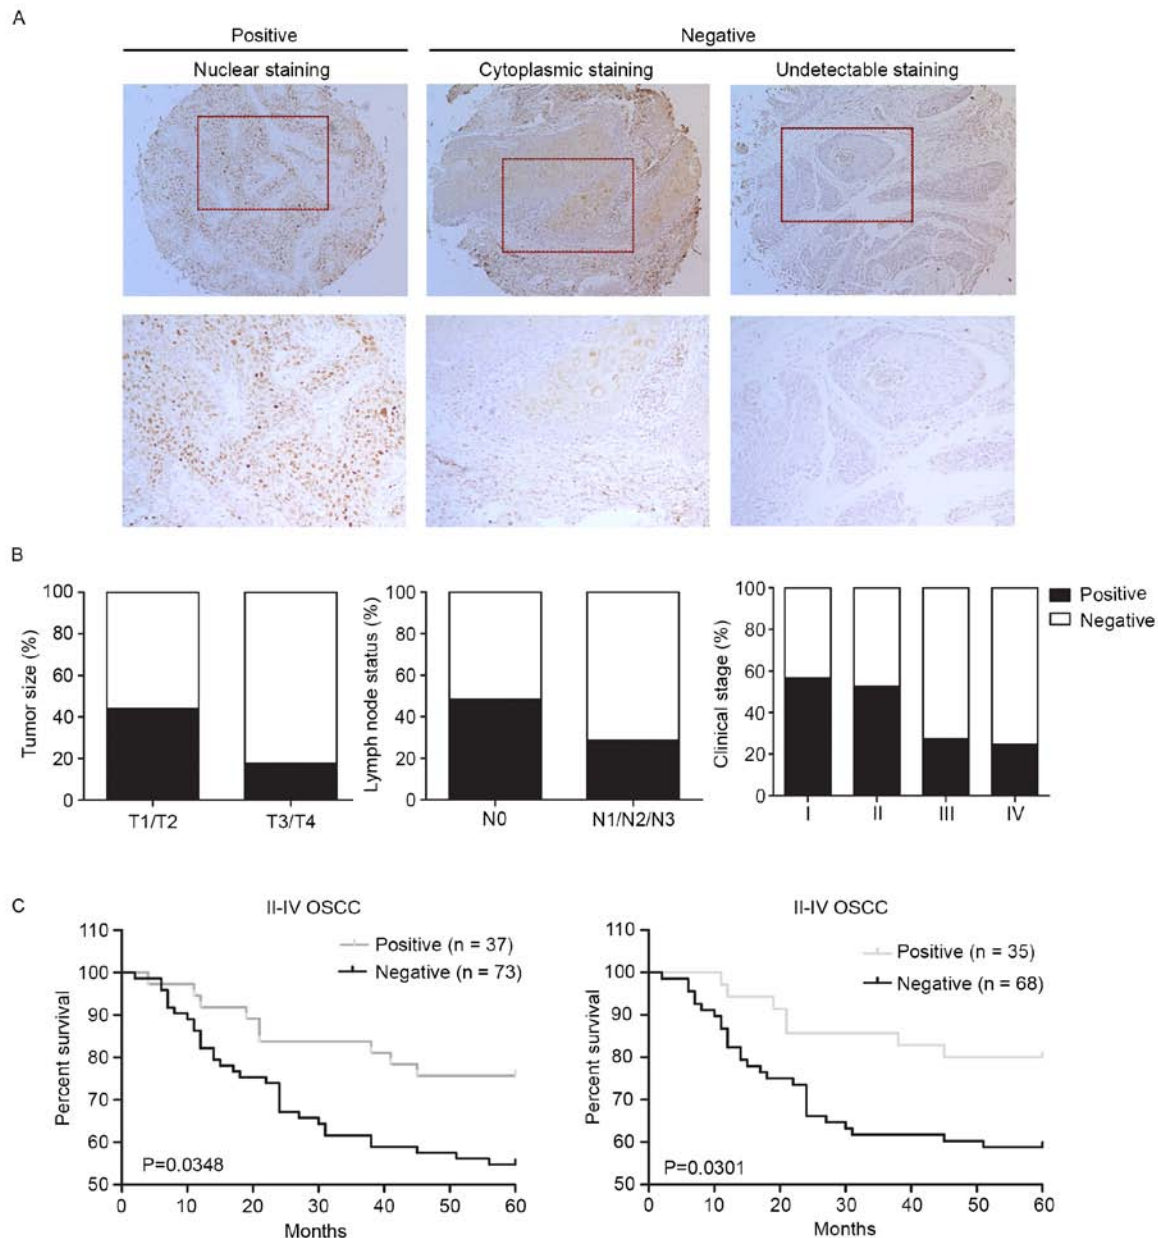 A
Positive
Negative
Nuclear staining
Cytoplasmic staining
Undetectable staining
B
Tumor size (%)
100
80
60
40
20
0
T1/T2
T3/T4
Lymph node status (%)
100
80
60
40
20
0
N0
N1/N2/N3
Clinical stage (%)
100
80
60
40
20
0
I
II
III
IV
Positive
Negative
C
II-IV OSCC
Percent survival
110
100
90
80
70
60
50
Positive (n = 37)
Negative (n = 73)
P=0.0348
0 10 20 30 40 50 60
Months
II-IV OSCC
Percent survival
110
100
90
80
70
60
50
Positive (n = 35)
Negative (n = 68)
P=0.0301
0 10 20 30 40 50 60
Months